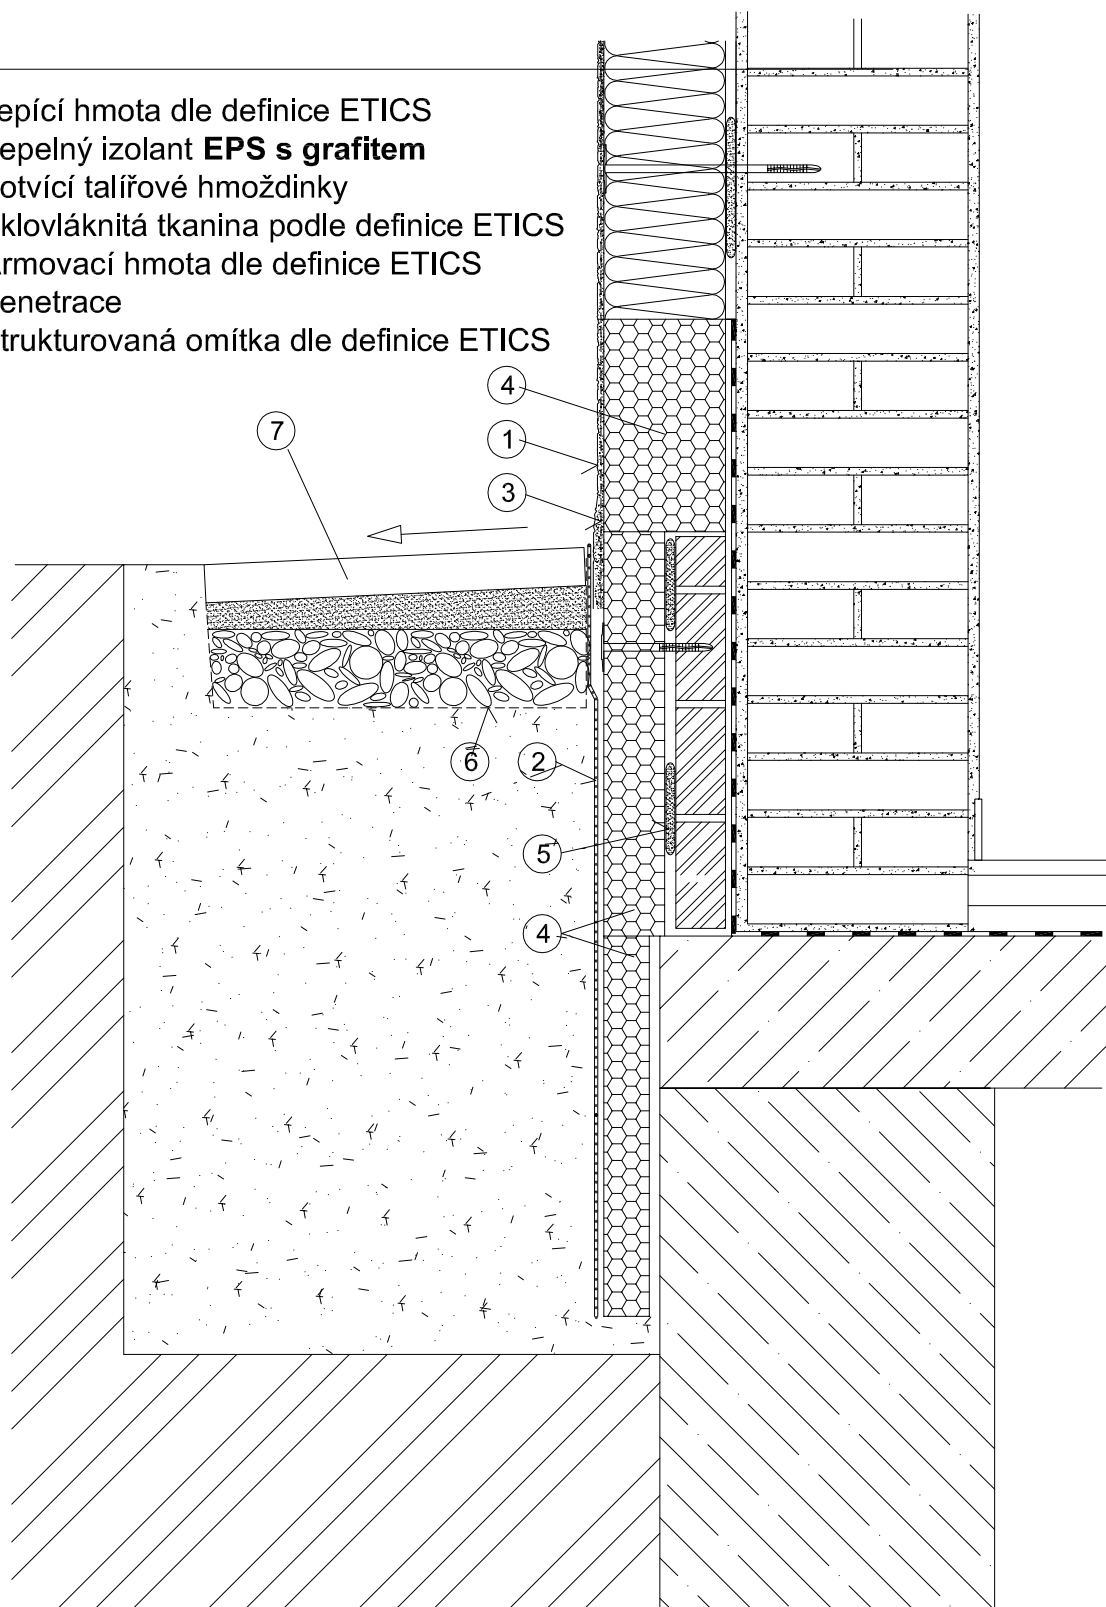 epící hmota dle definice ETICS
epelný izolant EPS s grafitem
otvící talířové hmoždinky
klovláknitá tkanina podle definice ETICS
rmovací hmota dle definice ETICS
enetrace
trukturovaná omítka dle definice ETICS
4
7
1
3
6
2
5
4